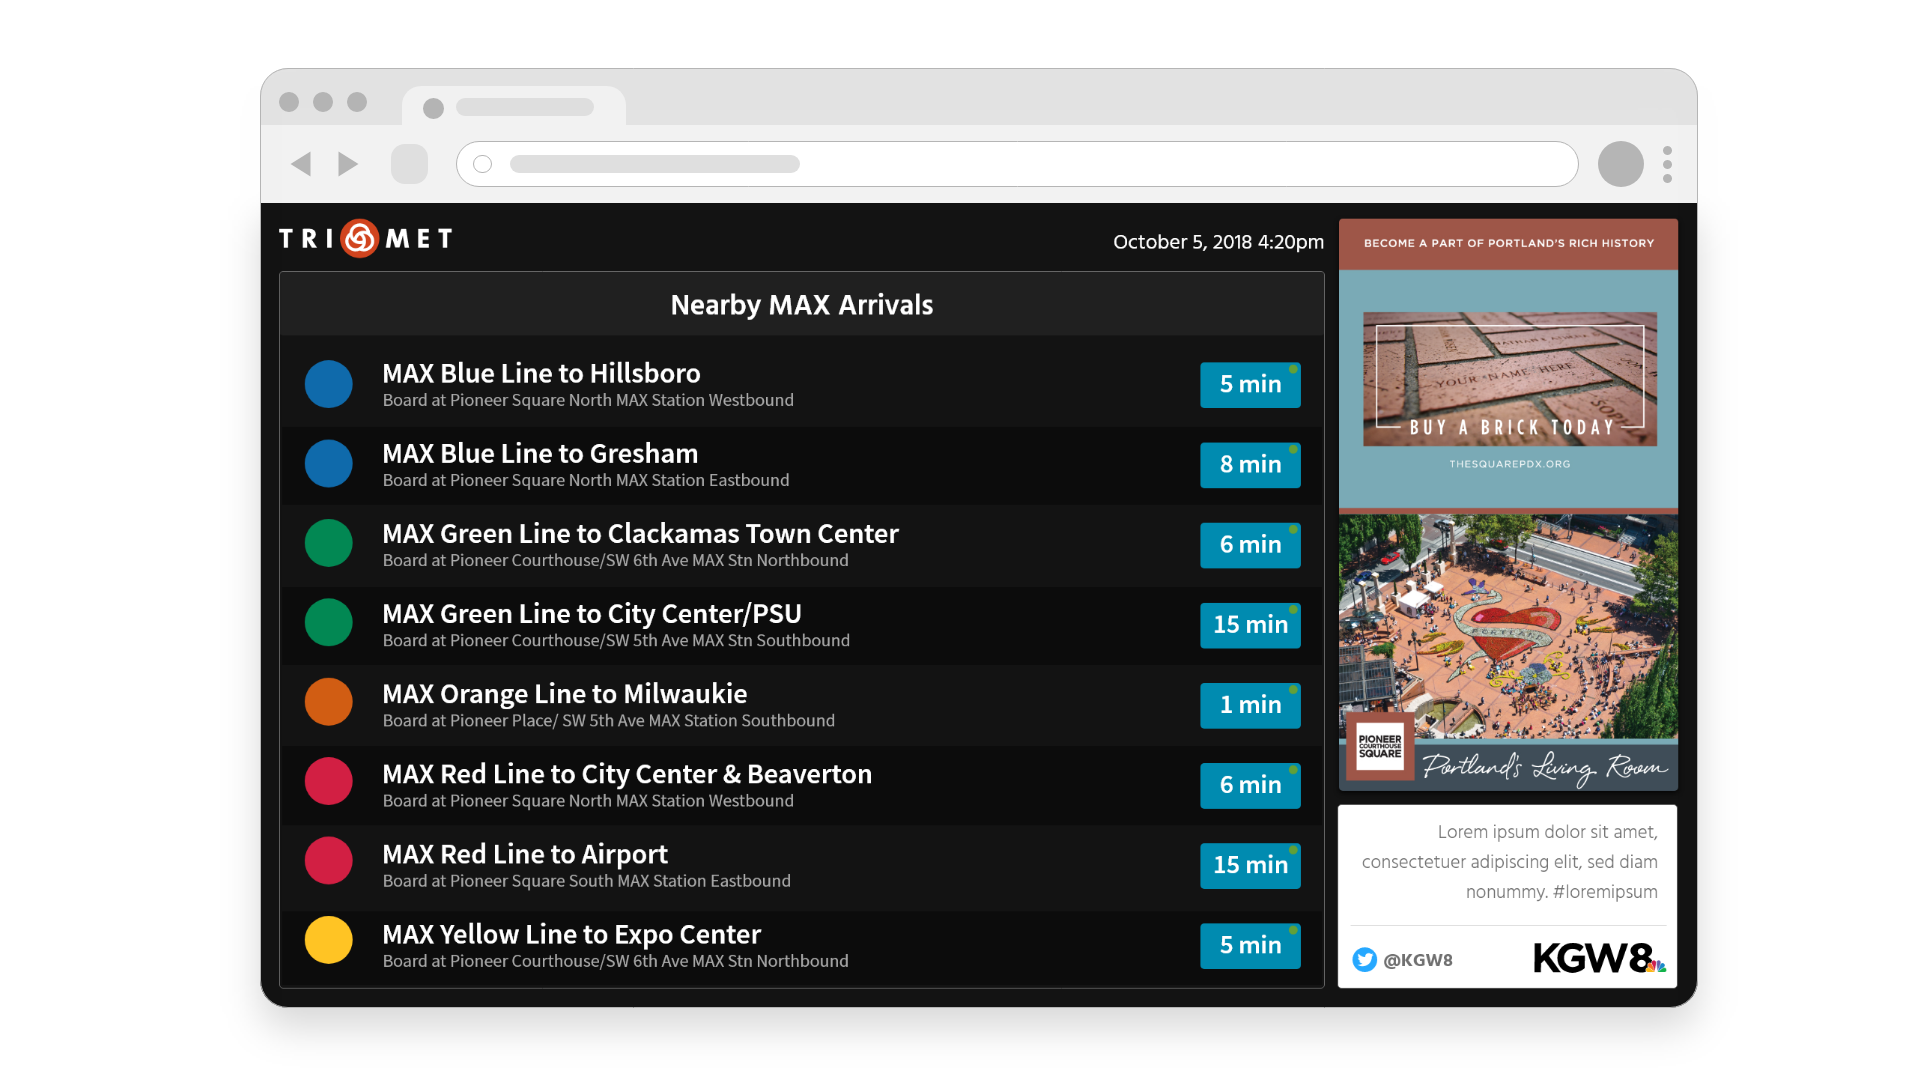 TRIMET
October 5, 2018 4:20pm
Nearby MAX Arrivals
MAX Blue Line to Hillsboro
Board at Pioneer Square North MAX Station Westbound
5 min
MAX Blue Line to Gresham
Board at Pioneer Square North MAX Station Eastbound
8 min
MAX Green Line to Clackamas Town Center
Board at Pioneer Courthouse/SW 6th Ave MAX Stn Northbound
6 min
MAX Green Line to City Center/PSU
Board at Pioneer Courthouse/SW 5th Ave MAX Stn Southbound
15 min
MAX Orange Line to Milwaukie
Board at Pioneer Place/ SW 5th Ave MAX Station Southbound
1 min
MAX Red Line to City Center & Beaverton
Board at Pioneer Square North MAX Station Westbound
6 min
MAX Red Line to Airport
Board at Pioneer Square South MAX Station Eastbound
15 min
MAX Yellow Line to Expo Center
Board at Pioneer Courthouse/SW 6th Ave MAX Stn Northbound
5 min
BECOME A PART OF PORTLAND'S RICH HISTORY
YOUR *NAME* HERE
BUY A BRICK TODAY
THESQUAREPDX.ORG
PORTLAND
PIONEER
COURTHOUSE
SQUARE
Portland's Living Room
Lorem ipsum dolor sit amet,
consectetuer adipiscing elit, sed diam
nonummy. #loremipsum
@KGW8
KGW8